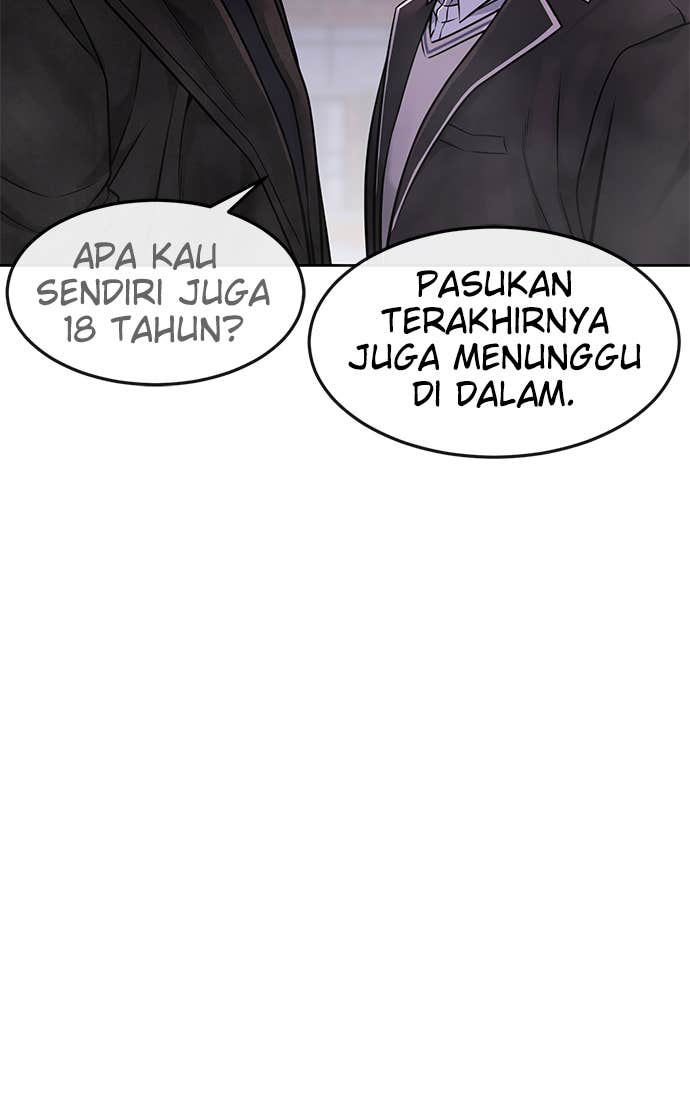 APA KAU
SENDIRI JUGA
18 TAHUN?
PASUKAN
TERAKHIRNYA
JUGA MENUNGGU
DI DALAM.